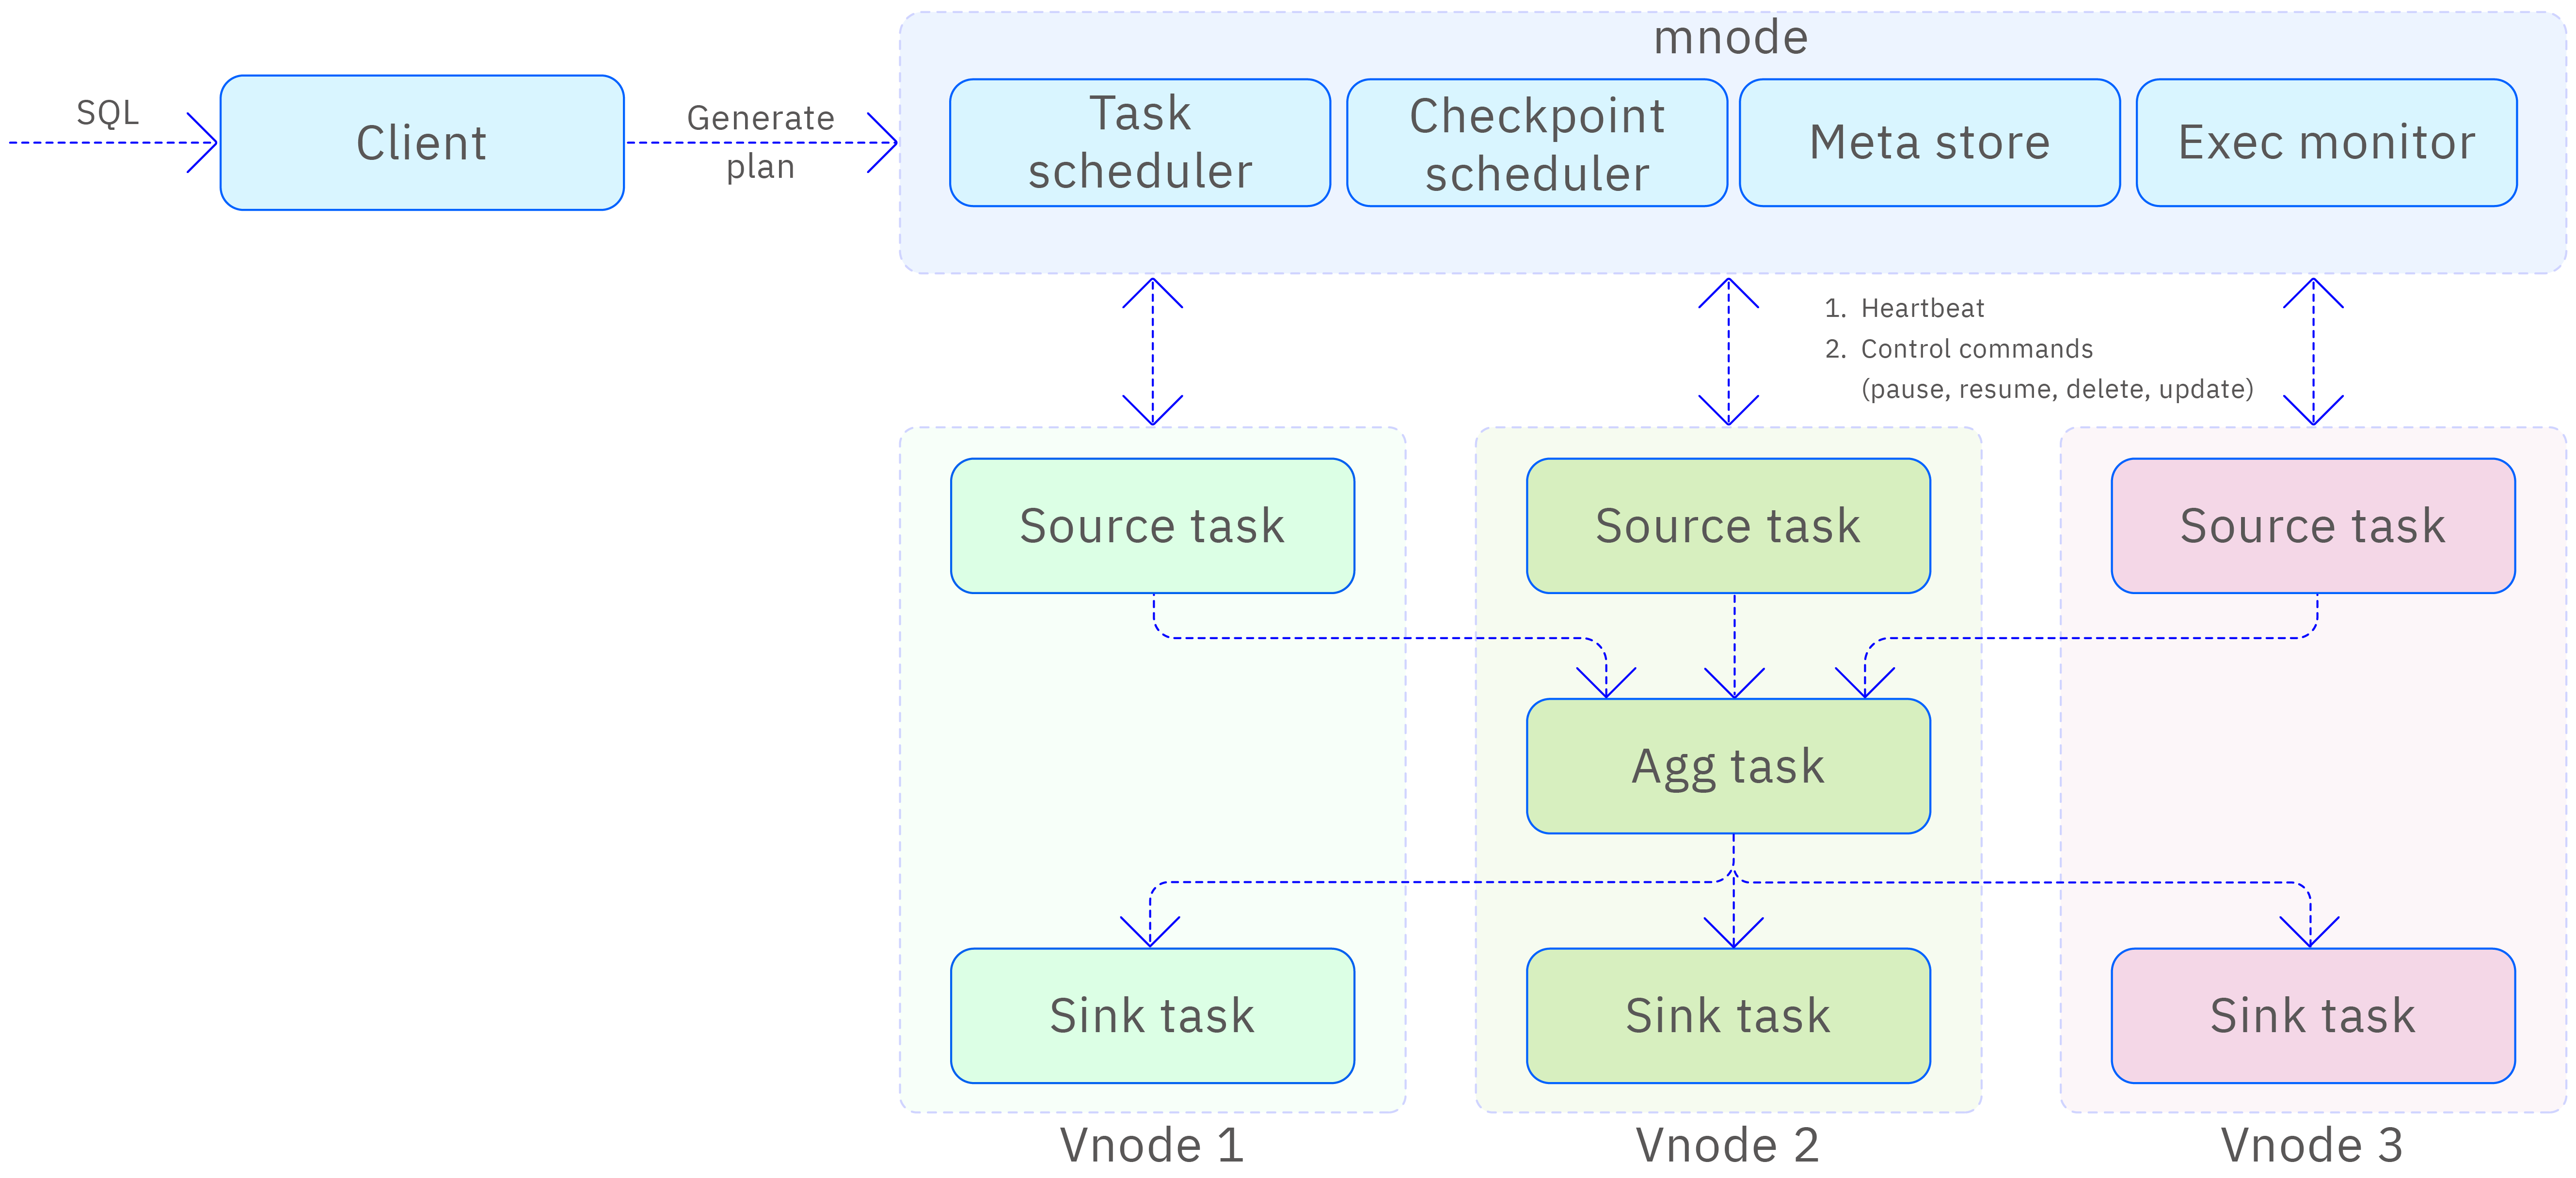 mnode
SQL
Client
Generate
plan
Task
scheduler
Checkpoint
scheduler
Meta store
Exec monitor
1. Heartbeat
2. Control commands
(pause, resume, delete, update)
Source task
Source task
Source task
Agg task
Sink task
Sink task
Sink task
Vnode 1
Vnode 2
Vnode 3